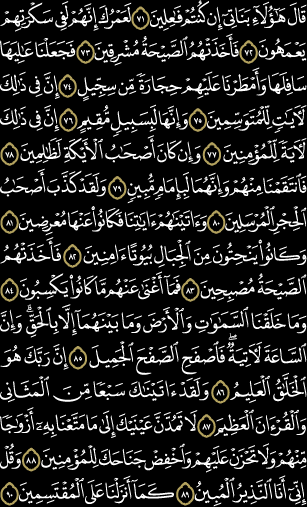 قَالَ هَٰٓؤُلَآءِ بَنَاتِىٓ إِن كُنتُمْ فَٰعِلِينَ ٧١ لَعَمْرُكَ إِنَّهُمْ لَفِى سَكْرَتِهِمْ
يَعْمَهُونَ ٧٢ فَأَخَذَتْهُمُ ٱلصَّيْحَةُ مُشْرِقِينَ ٧٣ فَجَعَلْنَا عَٰلِيَهَا
سَافِلَهَا وَأَمْطَرْنَا عَلَيْهِمْ حِجَارَةً مِّن سِجِّيلٍ ٧٤ إِنَّ فِى ذَٰلِكَ
لَءَايَٰتٍ لِّلْمُتَوَسِّمِينَ ٧٥ وَإِنَّهَا لَبِسَبِيلٍ مُّقِيمٍ ٧٦ إِنَّ فِى ذَٰلِكَ
لَءَايَةً لِّلْمُؤْمِنِينَ ٧٧ وَإِن كَانَ أَصْحَٰبُ ٱلْأَيْكَةِ لَظَٰلِمِينَ ٧٨
فَٱنتَقَمْنَا مِنْهُمْ وَإِنَّهُمَا لَبِإِمَامٍ مُّبِينٍ ٧٩ وَلَقَدْ كَذَّبَ أَصْحَٰبُ
ٱلْحِجْرِ ٱلْمُرْسَلِينَ ٨٠ وَءَاتَيْنَٰهُمْ ءَايَٰتِنَا فَكَانُوا۟ عَنْهَا مُعْرِضِينَ ٨١
وَكَانُوا۟ يَنْحِتُونَ مِنَ ٱلْجِبَالِ بُيُوتًا ءَامِنِينَ ٨٢ فَأَخَذَتْهُمُ
ٱلصَّيْحَةُ مُصْبِحِينَ ٨٣ فَمَآ أَغْنَىٰ عَنْهُم مَّا كَانُوا۟ يَكْسِبُونَ ٨٤
وَمَا خَلَقْنَا ٱلسَّمَٰوَٰتِ وَٱلْأَرْضَ وَمَا بَيْنَهُمَآ إِلَّا بِٱلْحَقِّ ۗ وَإِنَّ
ٱلسَّاعَةَ لَءَاتِيَةٌ ۖ فَٱصْفَحِ ٱلصَّفْحَ ٱلْجَمِيلَ ٨٥ إِنَّ رَبَّكَ هُوَ
ٱلْخَلَّٰقُ ٱلْعَلِيمُ ٨٦ وَلَقَدْ ءَاتَيْنَٰكَ سَبْعًا مِّنَ ٱلْمَثَانِى
وَٱلْقُرْءَانَ ٱلْعَظِيمَ ٨٧ لَا تَمُدَّنَّ عَيْنَيْكَ إِلَىٰ مَا مَتَّعْنَا بِهِۦٓ أَزْوَٰجًا
مِّنْهُمْ وَلَا تَحْزَنْ عَلَيْهِمْ وَٱخْفِضْ جَنَاحَكَ لِلْمُؤْمِنِينَ ٨٨ وَقُلْ
إِنِّىٓ أَنَا ٱلنَّذِيرُ ٱلْمُبِينُ ٨٩ كَمَآ أَنزَلْنَا عَلَى ٱلْمُقْتَسِمِينَ ٩٠